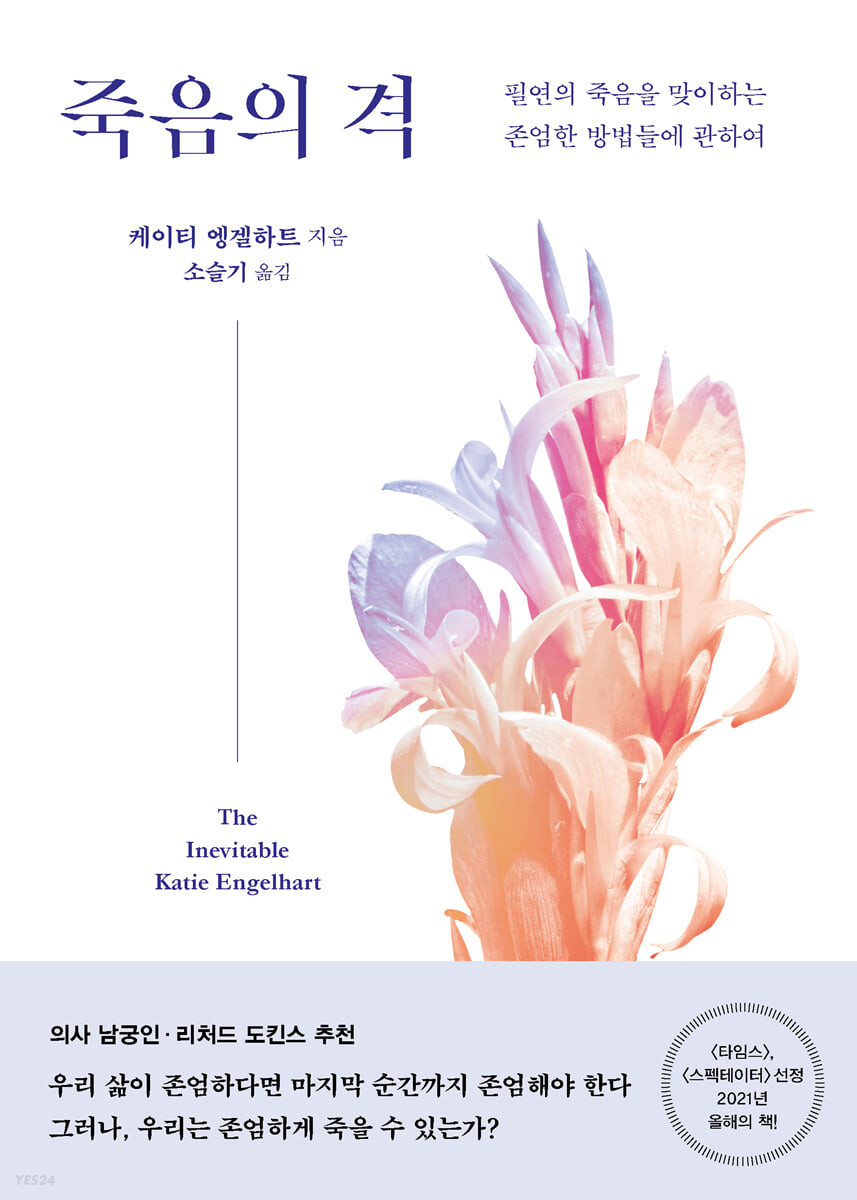 죽음의 격
필연의 죽음을 맞이하는
존엄한 방법들에 관하여
케이티 엥겔하트 지음
소슬기 옮김
The
Inevitable
Katie Engelhart
의사 남궁인·리처드 도킨스 추천
우리 삶이 존엄하다면 마지막 순간까지 존엄해야 한다
그러나, 우리는 존엄하게 죽을 수 있는가?
〈타임스〉,
〈스펙테이터〉 선정
2021년
올해의 책!
YES24